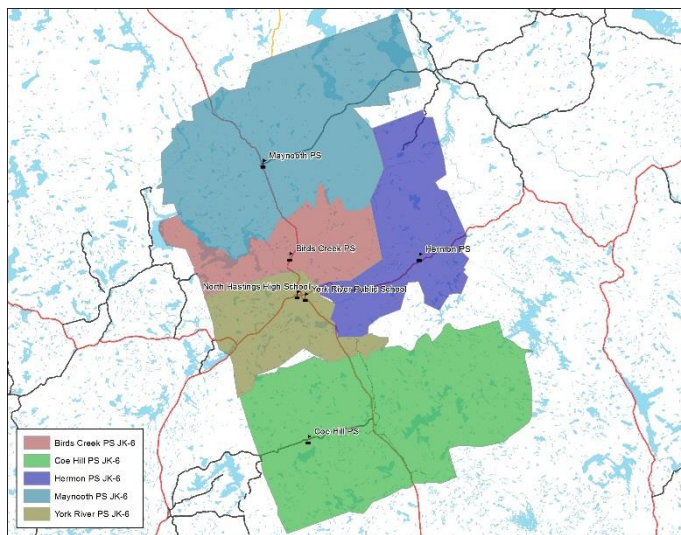 Maynooth PS
Birds Creek PS
Hermon PS
North Hastings High School
York River Public School
Coe Hill PS
Birds Creek PS JK-6
Coe Hill PS JK-6
Hermon PS JK-6
Maynooth PS JK-6
York River PS JK-6